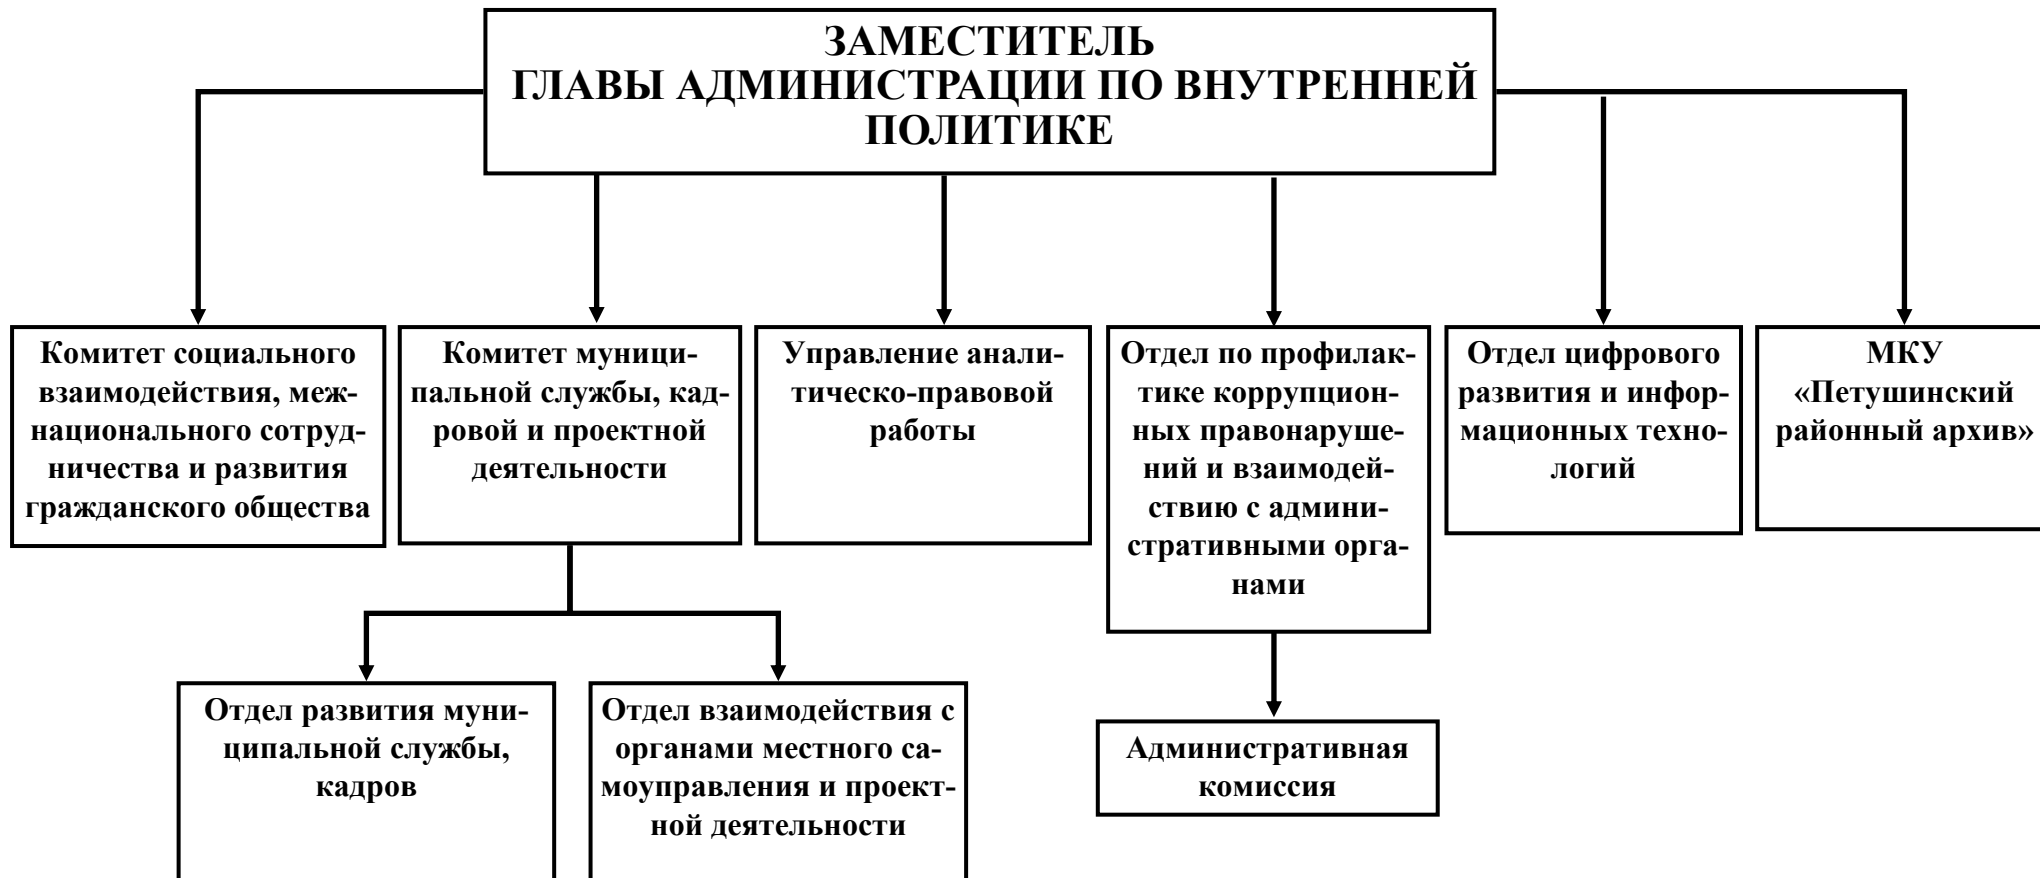 ЗАМЕСТИТЕЛЬ
ГЛАВЫ АДМИНИСТРАЦИИ ПО ВНУТРЕННЕЙ
ПОЛИТИКЕ
Комитет социального
взаимодействия, меж-
национального сотруд-
ничества и развития
гражданского общества
Комитет муници-
пальной службы, кад-
ровой и проектной
деятельности
Управление анали-
тическо-правовой
работы
Отдел по профилак-
тике коррупцион-
ных правонаруше-
ний и взаимодей-
ствию с админи-
стративными орга-
нами
Отдел цифрового
развития и инфор-
мационных техно-
логий
МКУ
«Петушинский
районный архив»
Отдел развития муни-
ципальной службы,
кадров
Отдел взаимодействия с
органами местного са-
моуправления и проект-
ной деятельности
Административная
комиссия